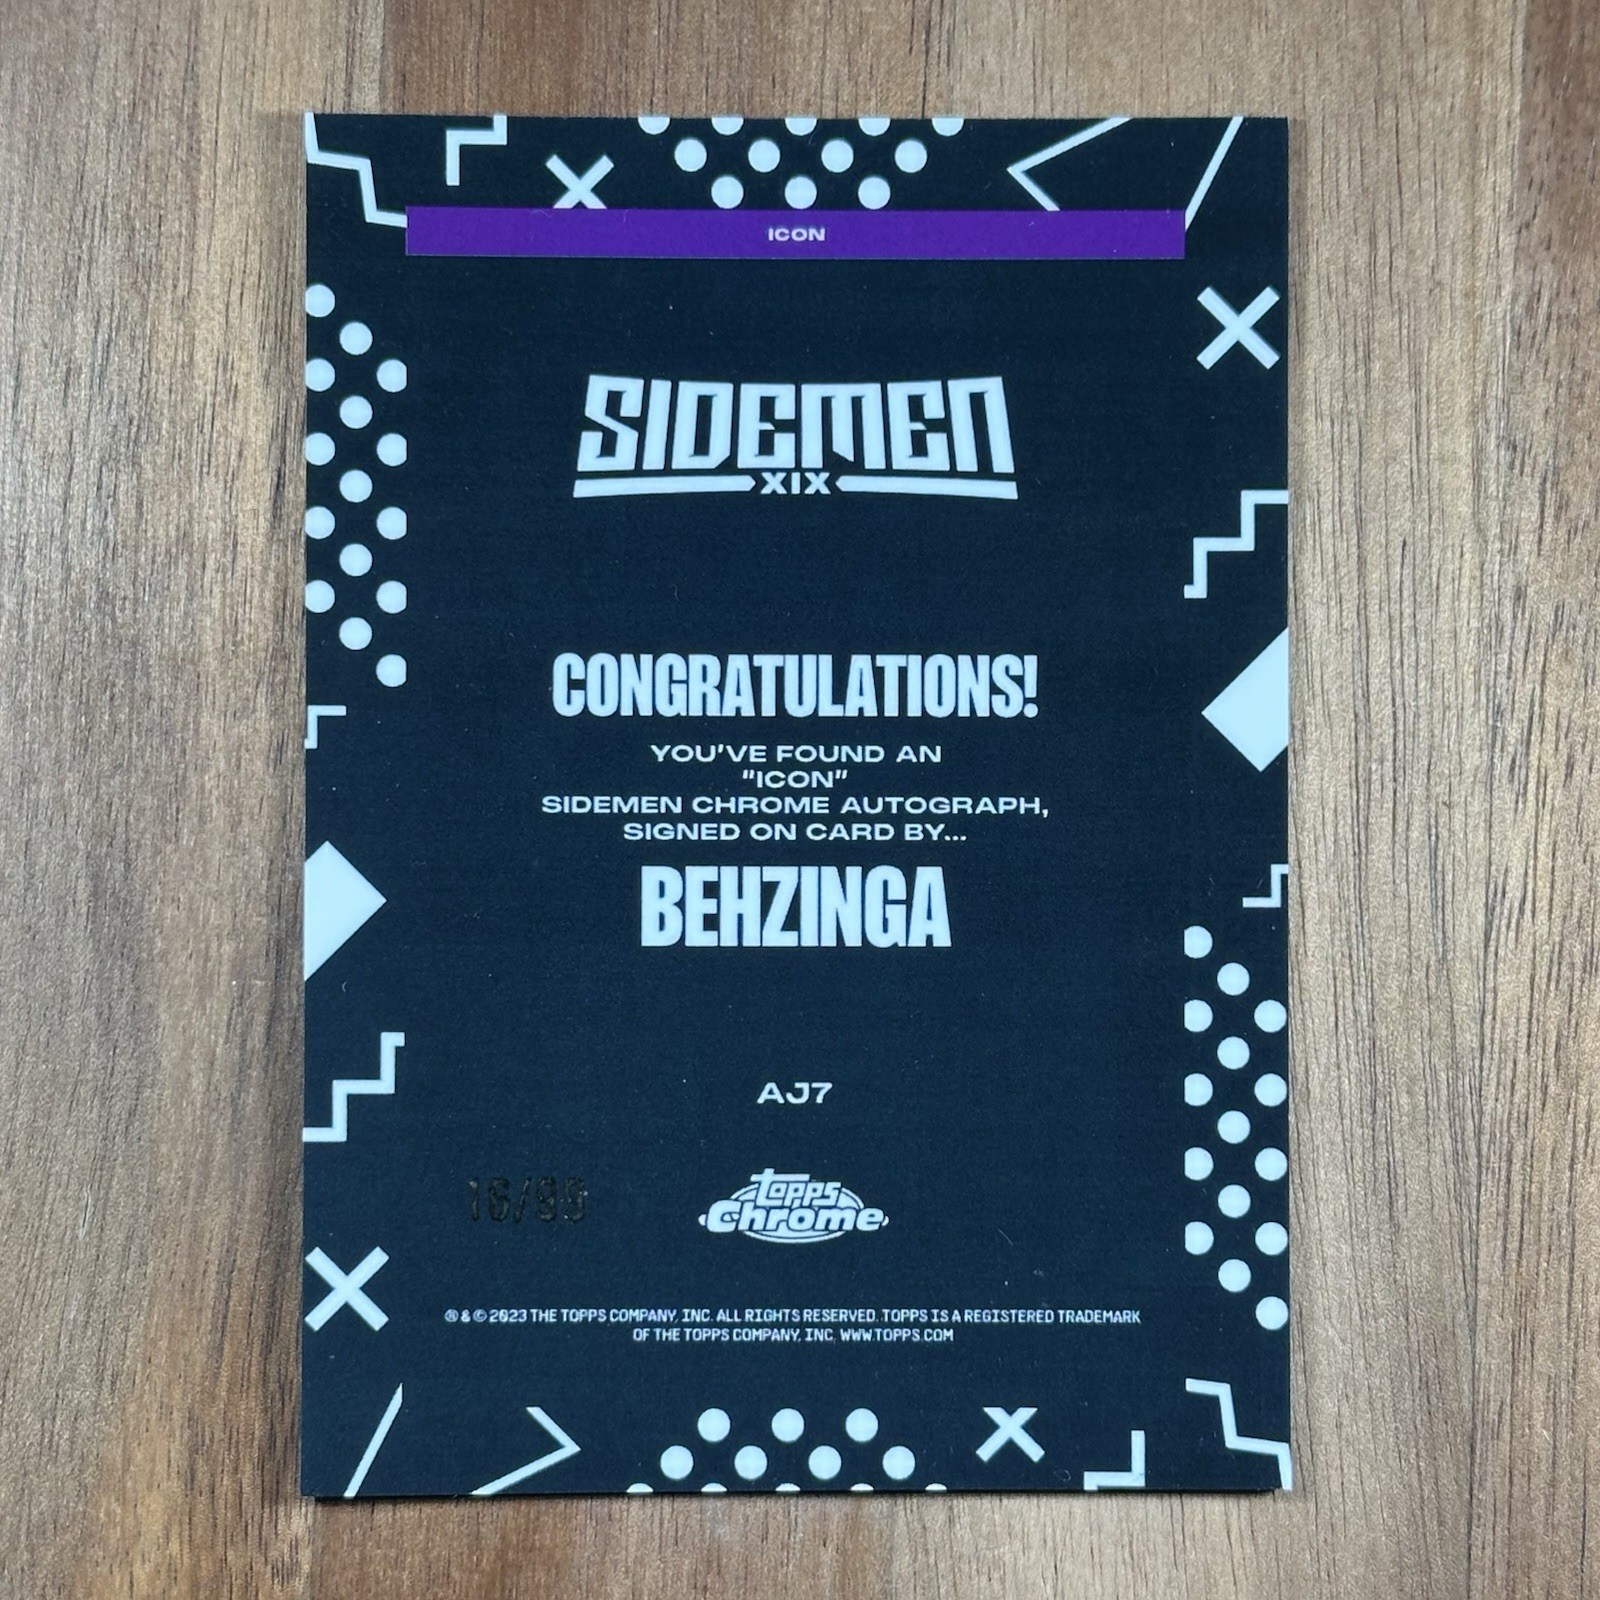 ICON
SIDEMEN
XIX
CONGRATULATIONS!
YOU'VE FOUND AN
"ICON"
SIDEMEN CHROME AUTOGRAPH,
SIGNED ON CARD BY...
BEHZINGA
AJ7
16/99
topps
Chrome
® & © 2023 THE TOPPS COMPANY, INC. ALL RIGHTS RESERVED. TOPPS IS A REGISTERED TRADEMARK
OF THE TOPPS COMPANY, INC. WWW.TOPPS.COM